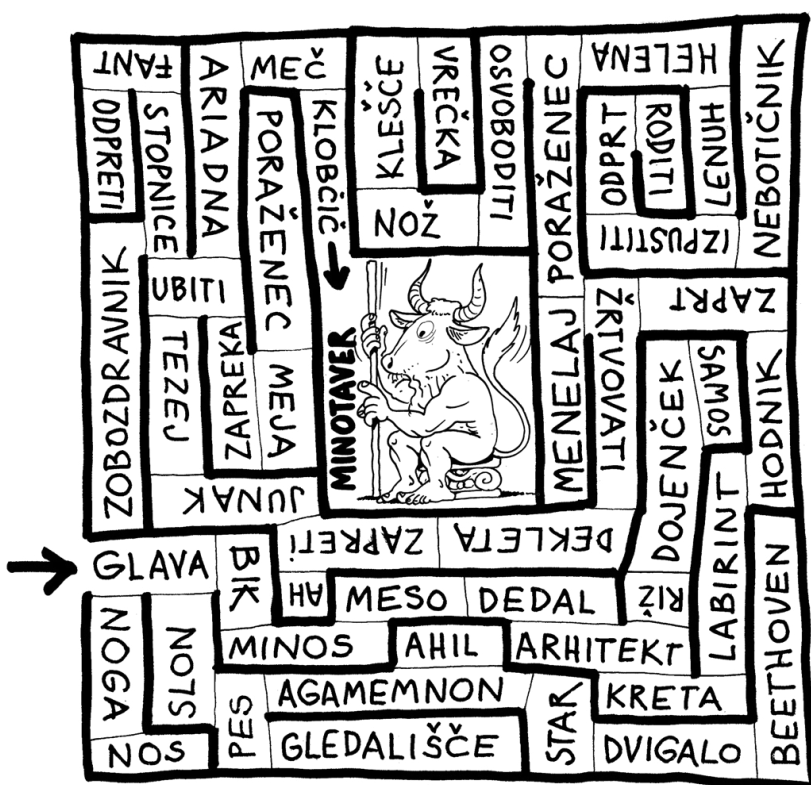 FANT
ARIADNA
MEČ
KLEŠČE
VREČKA
OSVOBODITI
PORAŽENEC
HELENA
NEBOTIČNIK
ODPRETI
STOPNICE
PORAŽENEC
KLOBČIČ
ODPRT
RODITI
LENUH
NOŽ
IZPUSTITI
ZOBOZDRAVNIK
UBITI
MINOTAVER
MENELAJ
ŽRTVOVATI
ZAPRT
TEZEJ
ZAPREKA
MEJA
DOJENČEK
SAMOS
HODNIK
JUNAK
LABIRINT
GLAVA
BIK
ZAPRETI
DEKLETA
BEETHOVEN
AH
MESO
DEDAL
RIŽ
NOGA
SLON
MINOS
AHIL
ARHITEKT
PES
AGAMEMNON
STAR
KRETA
NOS
GLEDALIŠČE
DVIGALO